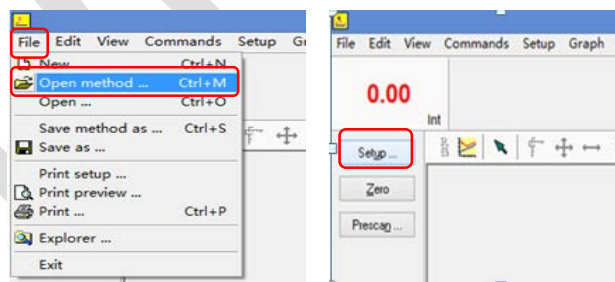 File Edit View Commands Setup
New Ctrl+N
Open method ... Ctrl+M
Open ... Ctrl+O
Save method as ... Ctrl+S
Save as ...
Print setup ...
Print preview ...
Print ... Ctrl+P
Explorer ...
Exit
File Edit View Commands Setup Graph
0.00
Int
Setup ...
Zero
Prescan ...